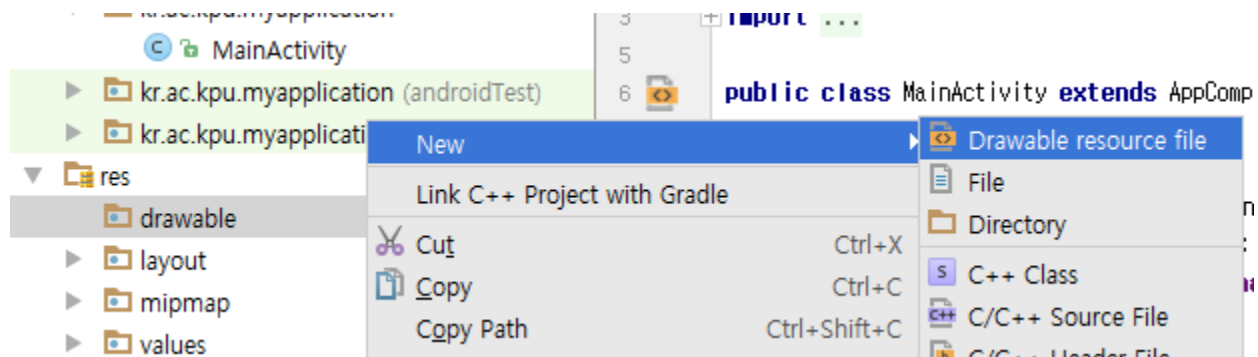 kr.ac.kpu.myapplication
3 import ...
MainActivity
5
kr.ac.kpu.myapplication (androidTest)
6 public class MainActivity extends AppComp
kr.ac.kpu.myapplicati
New
Drawable resource file
res
Link C++ Project with Gradle
File
drawable
Cut Ctrl+X
Directory
layout
Copy Ctrl+C
C++ Class
mipmap
Copy Path Ctrl+Shift+C
C/C++ Source File
values
C/C++ Header File